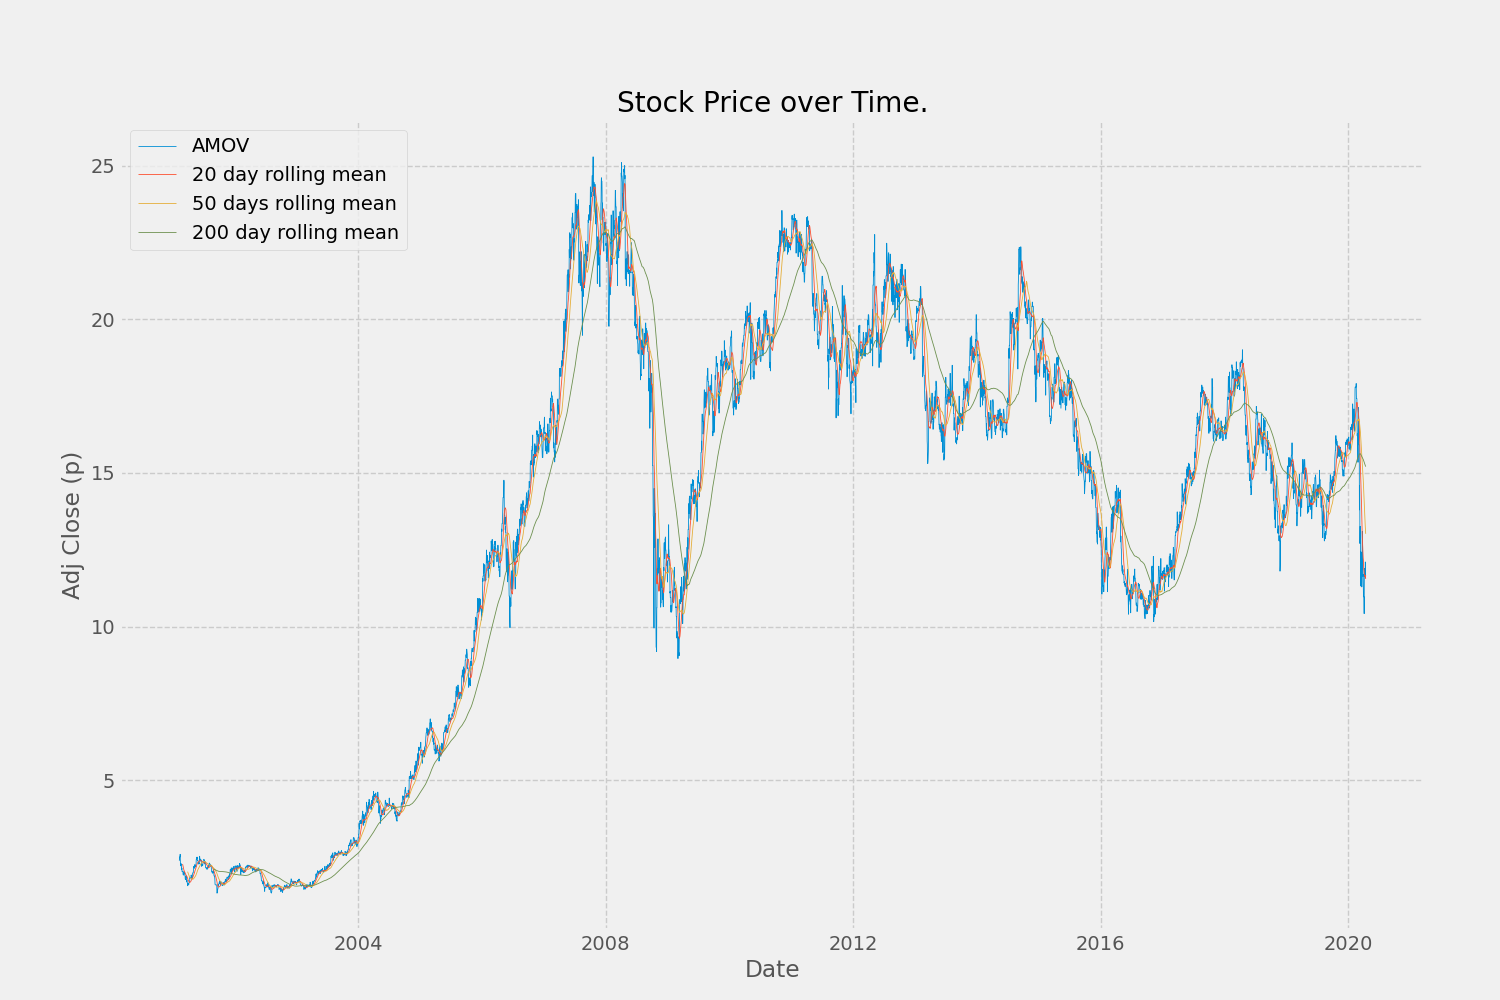 Stock Price over Time.
AMOV
20 day rolling mean
50 days rolling mean
200 day rolling mean
25
20
15
10
5
Adj Close (p)
2004 2008 2012 2016 2020
Date